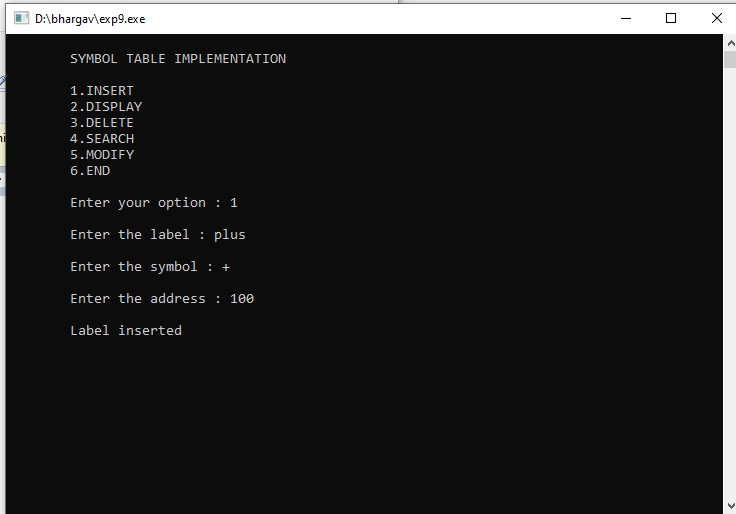 D:\bhargav\exp9.exe
SYMBOL TABLE IMPLEMENTATION
1.INSERT
2.DISPLAY
3.DELETE
4.SEARCH
5.MODIFY
6.END
Enter your option : 1
Enter the label : plus
Enter the symbol : +
Enter the address : 100
Label inserted